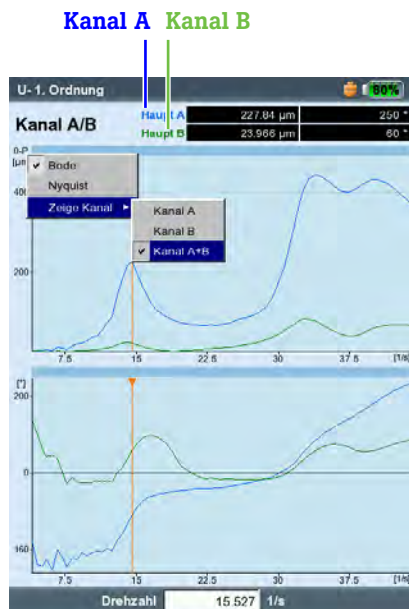 Kanal A Kanal B
U- 1. Ordnung 80%
Kanal A/B
Haupt A 227.84 µm 250 °
Haupt B 23.966 µm 60 °
0-P
[µm
400
✔ Bode
Nyquist
Zeige Kanal ▸
Kanal A
Kanal B
✔ Kanal A+B
200
7.5 15 22.5 30 37.5 [1/s]
[°]
200
0
160
7.5 15 22.5 30 37.5 [1/s]
Drehzahl 15.527 1/s